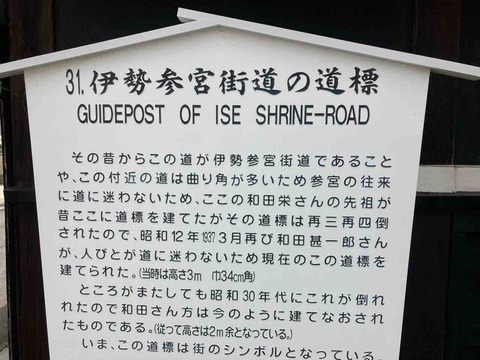 31.伊勢参宮街道の道標
GUIDEPOST OF ISE SHRINE-ROAD
その昔からこの道が伊勢参宮街道であること
や、この付近の道は曲り角が多いため参宮の往来
に道に迷わないため、ここの和田栄さんの先祖が
昔ここに道標を建てたがその道標は再三再四倒
されたので、昭和12年1937 3月再び和田甚一郎さん
が、人びとが道に迷わないため現在のこの道標を
建てられた。(当時は高さ3m 巾34cm角)
ところがまたしても昭和30年代にこれが倒れ
れたので和田さん方は今のように建てなおされ
たものである。(従って高さは2m余となっている。)
いま、この道標は街のシンボルとなっている。